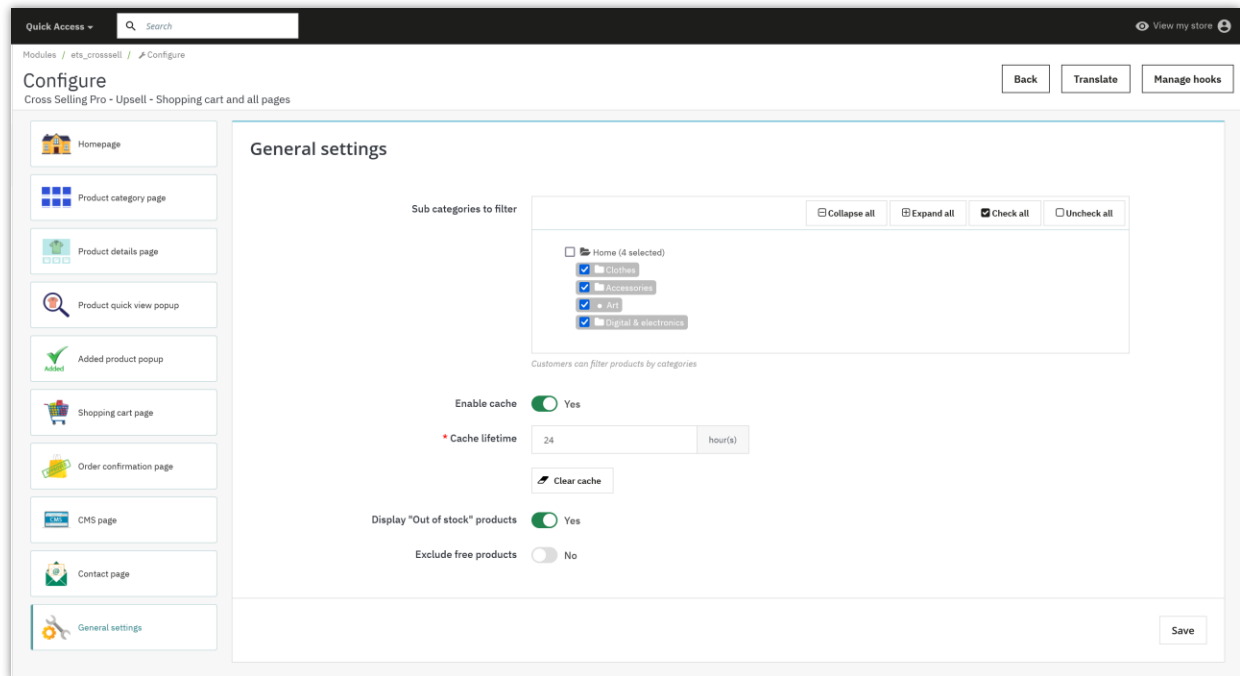 Quick Access
Search
View my store
Modules / ets_crosssell / Configure
Configure
Cross Selling Pro - Upsell - Shopping cart and all pages
Back
Translate
Manage hooks
Homepage
Product category page
Product details page
Product quick view popup
Added
Added product popup
Shopping cart page
Order confirmation page
CMS
CMS page
Contact page
General settings
General settings
Sub categories to filter
Collapse all
Expand all
Check all
Uncheck all
Home (4 selected)
Clothes
Accessories
Art
Digital & electronics
Customers can filter products by categories
Enable cache
Yes
* Cache lifetime
24
hour(s)
Clear cache
Display "Out of stock" products
Yes
Exclude free products
No
Save